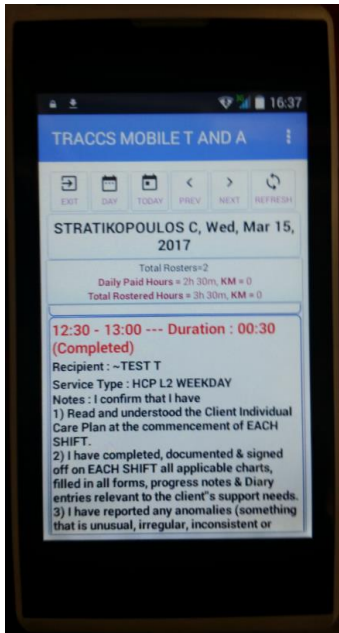 16:37
TRACCS MOBILE T AND A
EXIT DAY TODAY PREV NEXT REFRESH
STRATIKOPOULOS C, Wed, Mar 15,
2017
Total Rosters=2
Daily Paid Hours = 2h 30m, KM = 0
Total Rostered Hours = 3h 30m, KM = 0
12:30 - 13:00 --- Duration : 00:30
(Completed)
Recipient : ~TEST T
Service Type : HCP L2 WEEKDAY
Notes : I confirm that I have
1) Read and understood the Client Individual
Care Plan at the commencement of EACH
SHIFT.
2) I have completed, documented & signed
off on EACH SHIFT all applicable charts,
filled in all forms, progress notes & Diary
entries relevant to the client"s support needs.
3) I have reported any anomalies (something
that is unusual, irregular, inconsistent or